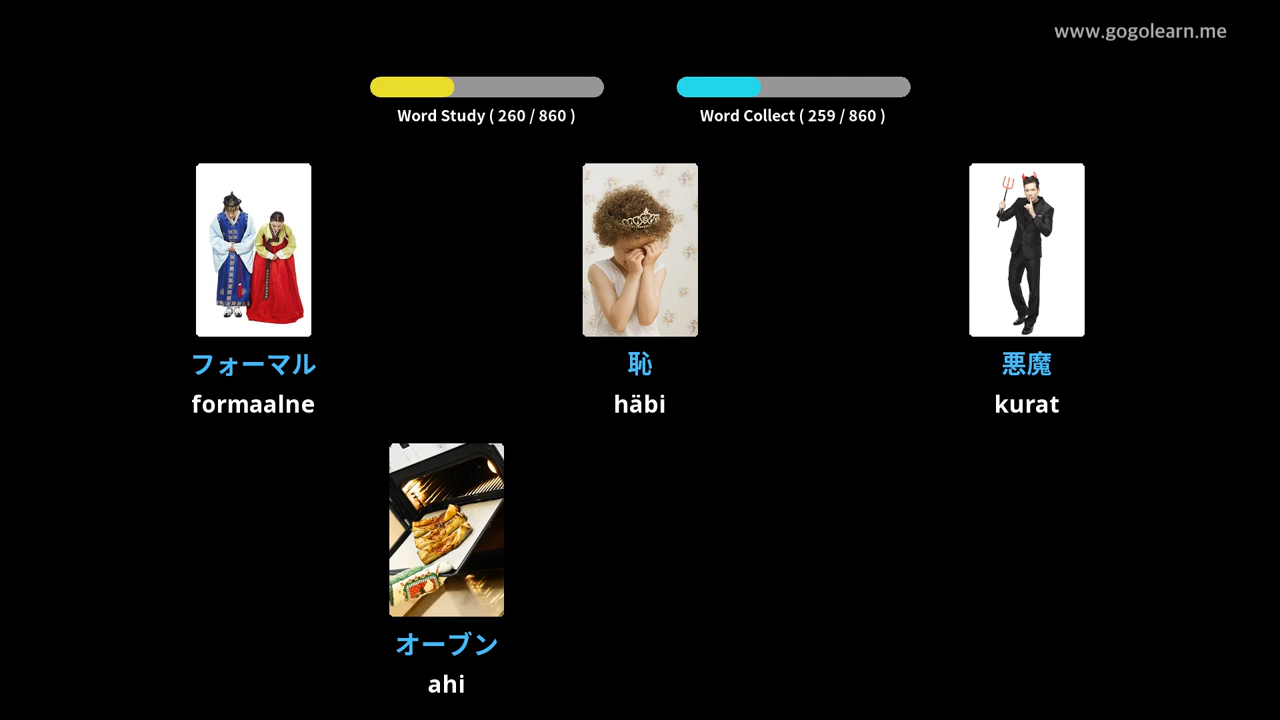 www.gogolearn.me
Word Study ( 260 / 860 )
Word Collect ( 259 / 860 )
フォーマル
formaalne
恥
häbi
悪魔
kurat
オーブン
ahi